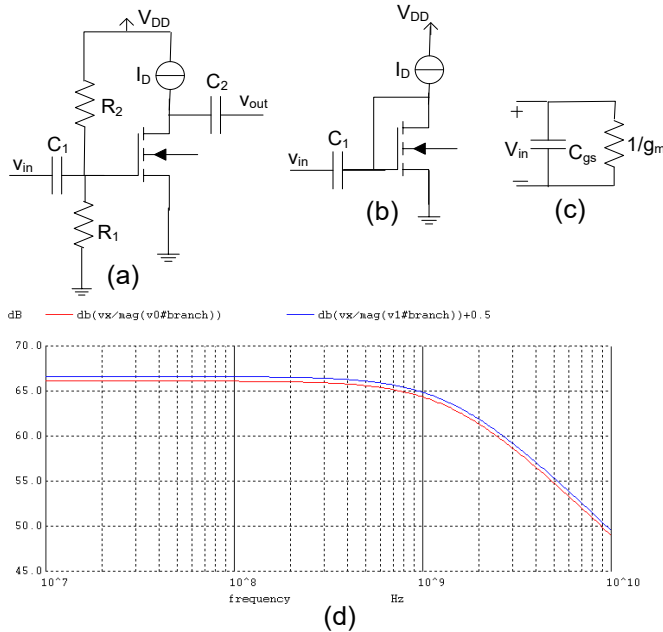 V_DD
I_D
C_2
R_2
v_out
C_1
v_in
R_1
(a)
V_DD
I_D
C_1
v_in
(b)
+
V_in
C_gs
1/g_m
(c)
dB
db(vx/mag(v0#branch))
db(vx/mag(v1#branch))+0.5
70.0
65.0
60.0
55.0
50.0
45.0
10^7
10^8
10^9
10^10
frequency
Hz
(d)